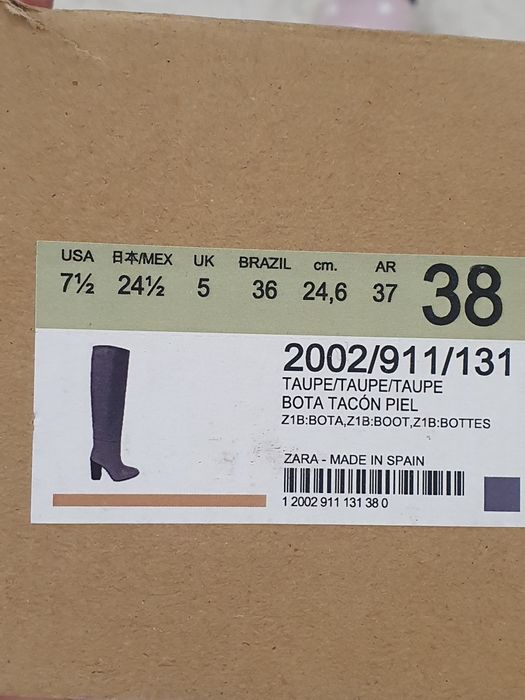 USA 日本/MEX UK BRAZIL cm. AR
7½ 24½ 5 36 24,6 37 38
2002/911/131
TAUPE/TAUPE/TAUPE
BOTA TACÓN PIEL
Z1B:BOTA,Z1B:BOOT,Z1B:BOTTES
ZARA - MADE IN SPAIN
1 2002 911 131 38 0